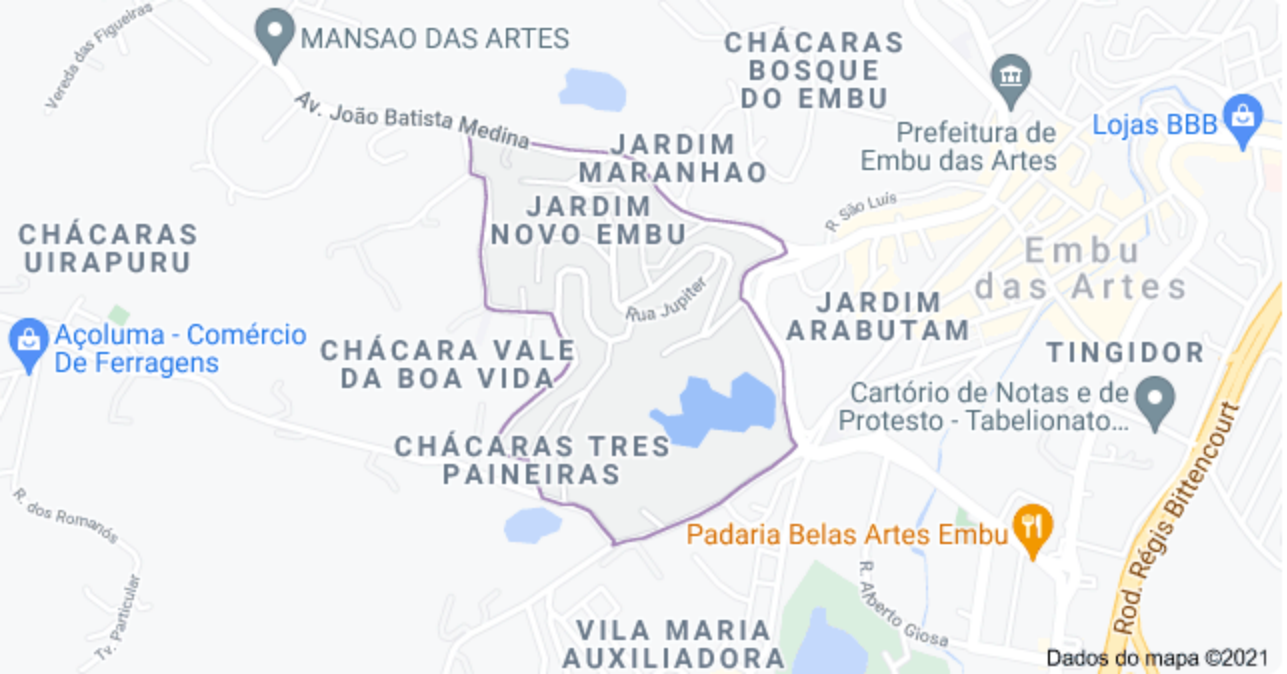 Vereda das Figueiras
MANSAO DAS ARTES
Av. João Batista Medina
CHÁCARAS
BOSQUE
DO EMBU
Prefeitura de
Embu das Artes
Lojas BBB
JARDIM
MARANHAO
R. São Luís
JARDIM
NOVO EMBU
CHÁCARAS
UIRAPURU
Embu
das Artes
Rua Jupiter
JARDIM
ARABUTAM
Açoluma - Comércio
De Ferragens
CHÁCARA VALE
DA BOA VIDA
TINGIDOR
Cartório de Notas e de
Protesto - Tabelionato...
CHÁCARAS TRES
PAINEIRAS
Rod. Régis Bittencourt
R. dos Romanós
Padaria Belas Artes Embu
R. Alberto Giosa
Tv. Particular
VILA MARIA
AUXILIADORA
Dados do mapa ©2021